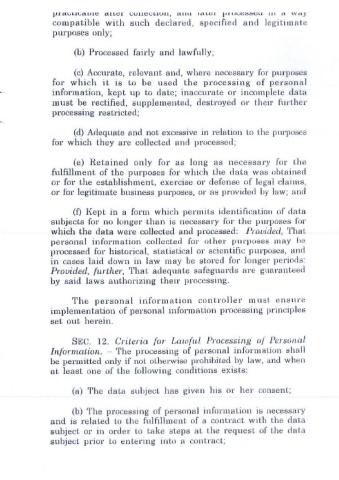 practicable after collection, and later processed in a way
compatible with such declared, specified and legitimate
purposes only;
(b) Processed fairly and lawfully;
(c) Accurate, relevant and, where necessary for purposes
for which it is to be used the processing of personal
information, kept up to date; inaccurate or incomplete data
must be rectified, supplemented, destroyed or their further
processing restricted;
(d) Adequate and not excessive in relation to the purposes
for which they are collected and processed;
(e) Retained only for as long as necessary for the
fulfillment of the purposes for which the data was obtained
or for the establishment, exercise or defense of legal claims,
or for legitimate business purposes, or as provided by law; and
(f) Kept in a form which permits identification of data
subjects for no longer than is necessary for the purposes for
which the data were collected and processed: Provided, That
personal information collected for other purposes may be
processed for historical, statistical or scientific purposes, and
in cases laid down in law may be stored for longer periods:
Provided, further, That adequate safeguards are guaranteed
by said laws authorizing their processing.
The personal information controller must ensure
implementation of personal information processing principles
set out herein.
SEC. 12. Criteria for Lawful Processing of Personal
Information. – The processing of personal information shall
be permitted only if not otherwise prohibited by law, and when
at least one of the following conditions exists:
(a) The data subject has given his or her consent;
(b) The processing of personal information is necessary
and is related to the fulfillment of a contract with the data
subject or in order to take steps at the request of the data
subject prior to entering into a contract;